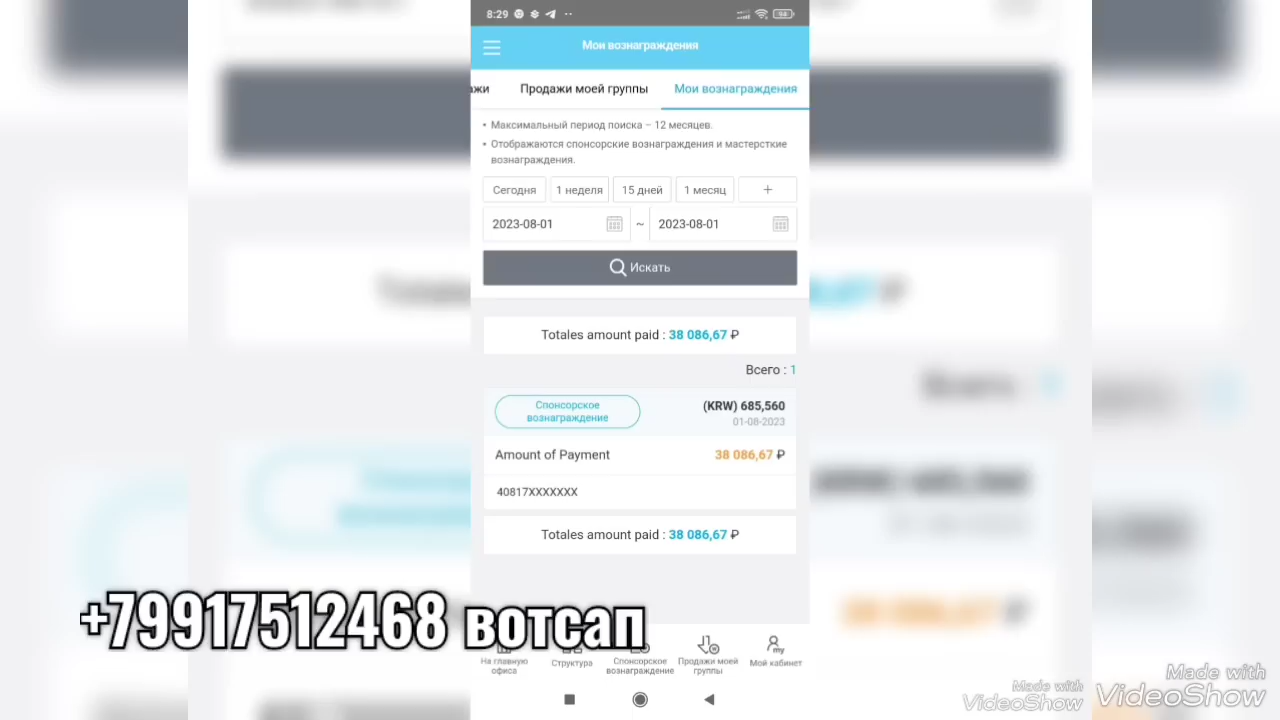 8:29
94
Мои вознаграждения
ажи Продажи моей группы Мои вознаграждения
• Максимальный период поиска – 12 месяцев.
• Отображаются спонсорские вознаграждения и мастерсткие
вознаграждения.
Сегодня 1 неделя 15 дней 1 месяц +
2023-08-01 ~ 2023-08-01
Искать
Totales amount paid : 38 086,67 ₽
Всего : 1
Спонсорское
вознаграждение
(KRW) 685,560
01-08-2023
Amount of Payment 38 086,67 ₽
40817XXXXXXX
Totales amount paid : 38 086,67 ₽
+79917512468 вотсап
На главную
офиса
Структура
Спонсорское
вознаграждение
Продажи моей
группы
my
Мой кабинет
Made with
VideoShow
Made with
VideoShow